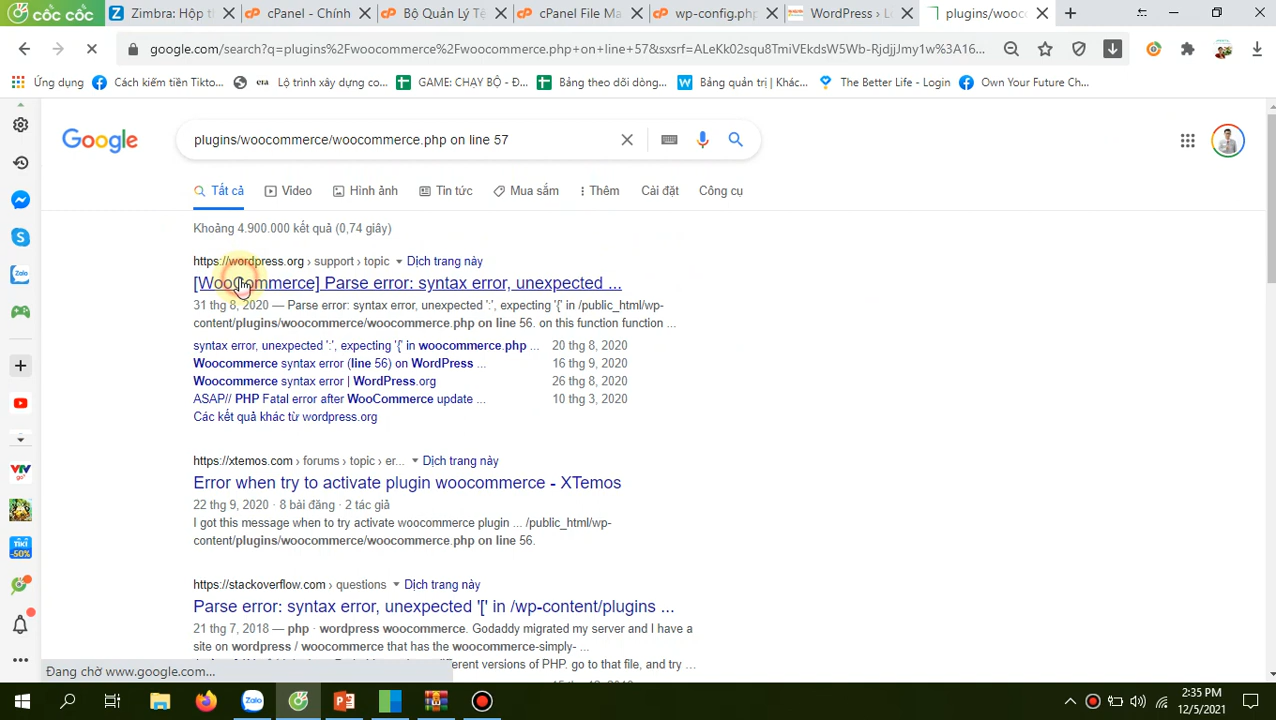 cốc cốc
Zimbra: Hộp t
cPanel - Chính
Bộ Quản Lý Tệ
cPanel File Ma
wp-config.php
WordPress › Lỗ
plugins/wooc
google.com/search?q=plugins%2Fwoocommerce%2Fwoocommerce.php+on+line+57&sxsrf=ALeKk02squ8TmiVEkdsW5Wb-RjdjjJmy1w%3A16...
Ứng dụng
Cách kiếm tiền Tikto...
Lộ trình xây dựng co...
GAME: CHẠY BỘ - Đ...
Bảng theo dõi dòng...
Bảng quản trị | Khác...
The Better Life - Login
Own Your Future Ch...
Google
plugins/woocommerce/woocommerce.php on line 57
Tất cả
Video
Hình ảnh
Tin tức
Mua sắm
Thêm
Cài đặt
Công cụ
Khoảng 4.900.000 kết quả (0,74 giây)
https://wordpress.org › support › topic
Dịch trang này
[WooCommerce] Parse error: syntax error, unexpected ...
31 thg 8, 2020 — Parse error: syntax error, unexpected ':', expecting '{' in /public_html/wp-
content/plugins/woocommerce/woocommerce.php on line 56. on this function function ...
syntax error, unexpected ':', expecting '{' in woocommerce.php ... 20 thg 8, 2020
Woocommerce syntax error (line 56) on WordPress ... 16 thg 9, 2020
Woocommerce syntax error | WordPress.org 26 thg 8, 2020
ASAP// PHP Fatal error after WooCommerce update ... 10 thg 3, 2020
Các kết quả khác từ wordpress.org
https://xtemos.com › forums › topic › er...
Dịch trang này
Error when try to activate plugin woocommerce - XTemos
22 thg 9, 2020 · 8 bài đăng · 2 tác giả
I got this message when to try activate woocommerce plugin ... /public_html/wp-
content/plugins/woocommerce/woocommerce.php on line 56.
https://stackoverflow.com › questions
Dịch trang này
Parse error: syntax error, unexpected '[' in /wp-content/plugins ...
21 thg 7, 2018 — php · wordpress woocommerce. Godaddy migrated my server and I have a
site on wordpress / woocommerce that has the woocommerce-simply-
different versions of PHP. go to that file, and try ...
Đang chờ www.google.com...
2:35 PM
12/5/2021